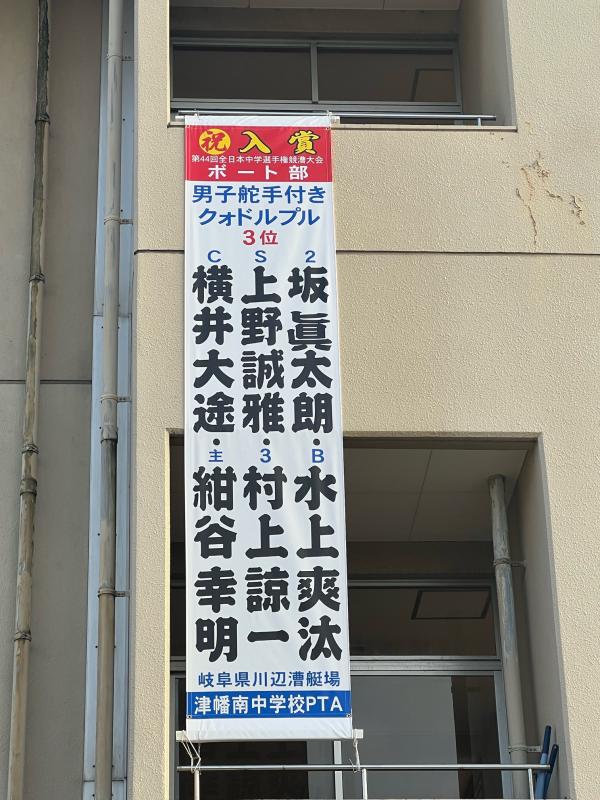 祝 入賞
第44回全日本中学選手権競漕大会
ボート部
男子舵手付き
クォドルプル
3位
2 坂眞太朗・B 水上爽汰
S 上野誠雅・3 村上諒一
C 横井大途・主 紺谷幸明
岐阜県川辺漕艇場
津幡南中学校PTA